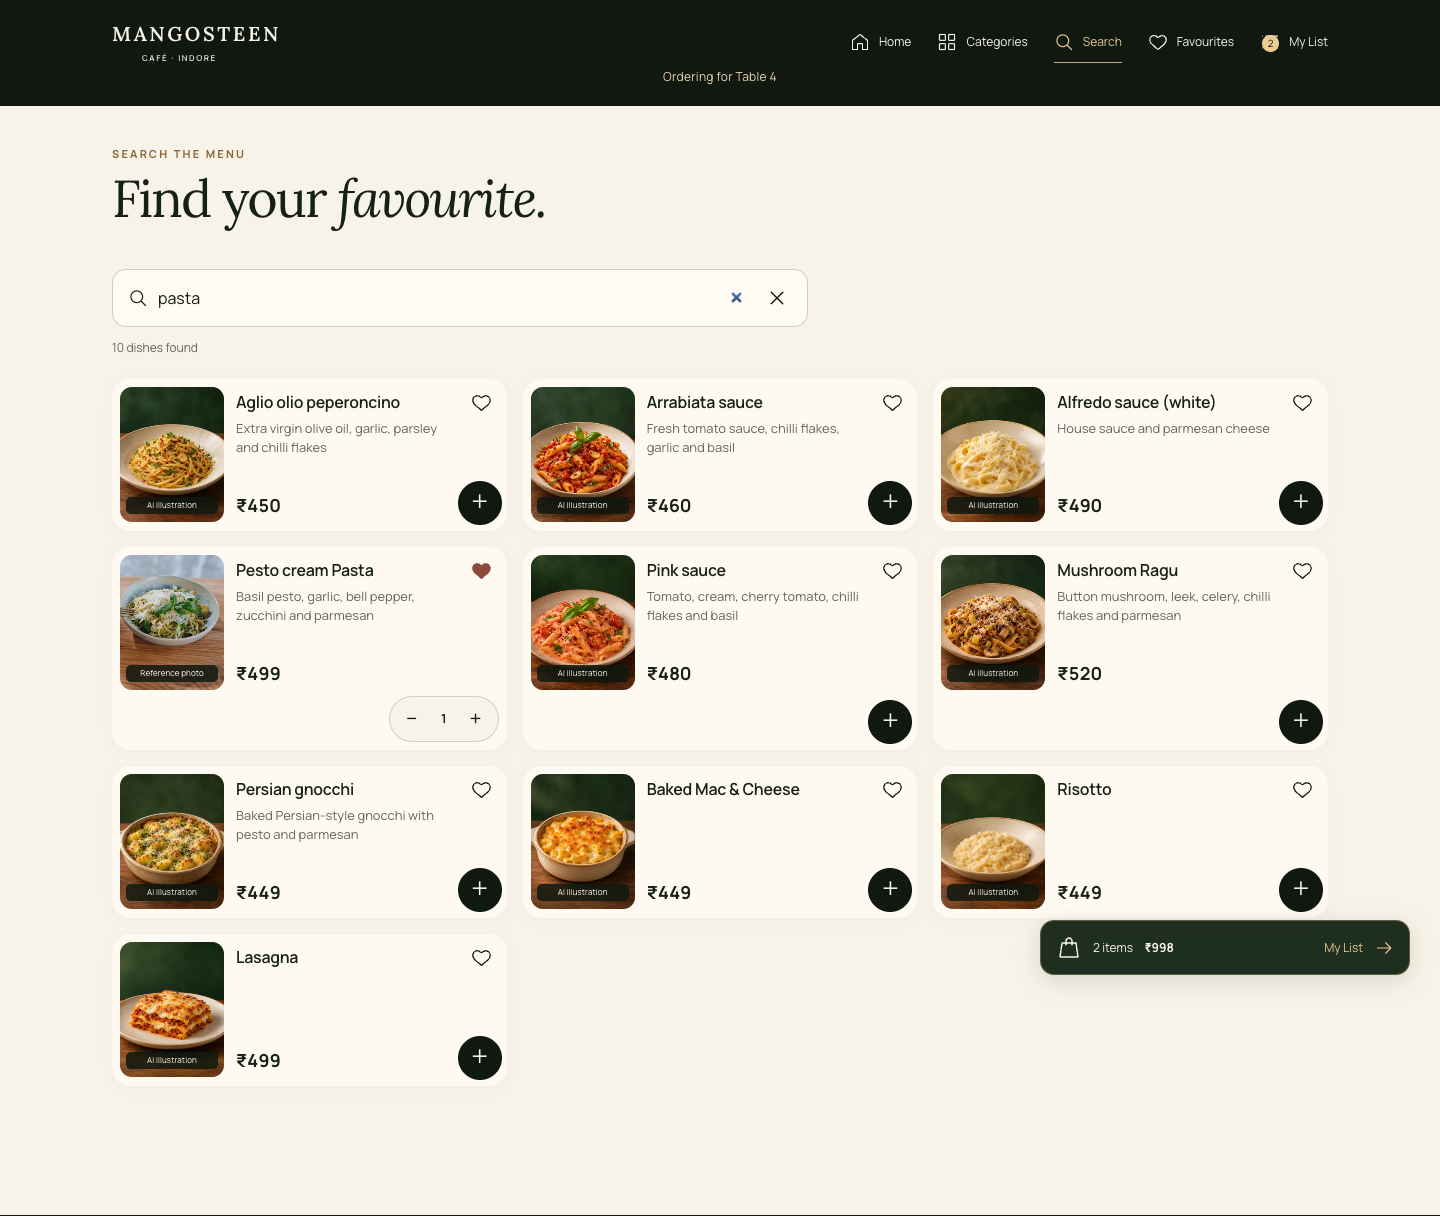 MANGOSTEEN
CAFÉ · INDORE
Home
Categories
Search
Favourites
2
My List
Ordering for Table 4
SEARCH THE MENU
Find your favourite.
pasta
10 dishes found
Aglio olio peperoncino
Extra virgin olive oil, garlic, parsley
and chilli flakes
AI illustration
₹450
Arrabiata sauce
Fresh tomato sauce, chilli flakes,
garlic and basil
AI illustration
₹460
Alfredo sauce (white)
House sauce and parmesan cheese
AI illustration
₹490
Pesto cream Pasta
Basil pesto, garlic, bell pepper,
zucchini and parmesan
Reference photo
₹499
− 1 +
Pink sauce
Tomato, cream, cherry tomato, chilli
flakes and basil
AI illustration
₹480
Mushroom Ragu
Button mushroom, leek, celery, chilli
flakes and parmesan
AI illustration
₹520
Persian gnocchi
Baked Persian-style gnocchi with
pesto and parmesan
AI illustration
₹449
Baked Mac & Cheese
AI illustration
₹449
Risotto
AI illustration
₹449
2 items ₹998 My List
Lasagna
AI illustration
₹499